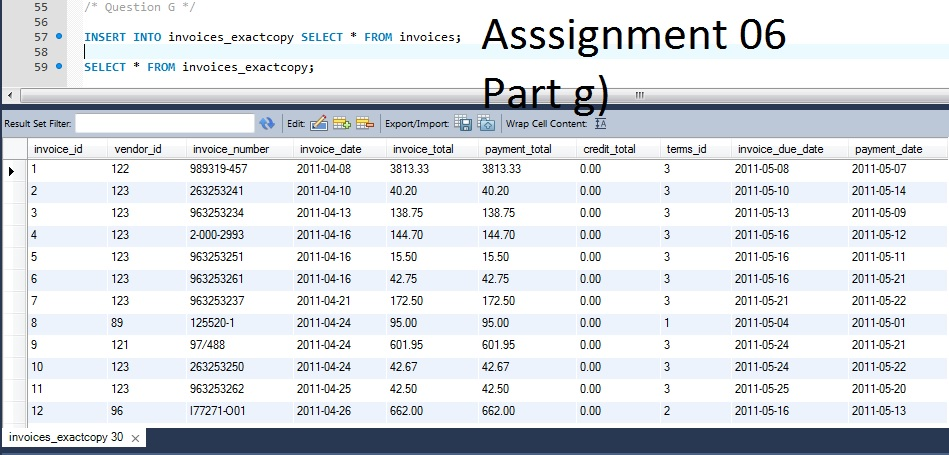 55 /* Question G */
56
57 INSERT INTO invoices_exactcopy SELECT * FROM invoices;
58
59 SELECT * FROM invoices_exactcopy;
Asssignment 06
Part g)
Result Set Filter: Edit: Export/Import: Wrap Cell Content:
invoice_id vendor_id invoice_number invoice_date invoice_total payment_total credit_total terms_id invoice_due_date payment_date
1 122 989319-457 2011-04-08 3813.33 3813.33 0.00 3 2011-05-08 2011-05-07
2 123 263253241 2011-04-10 40.20 40.20 0.00 3 2011-05-10 2011-05-14
3 123 963253234 2011-04-13 138.75 138.75 0.00 3 2011-05-13 2011-05-09
4 123 2-000-2993 2011-04-16 144.70 144.70 0.00 3 2011-05-16 2011-05-12
5 123 963253251 2011-04-16 15.50 15.50 0.00 3 2011-05-16 2011-05-11
6 123 963253261 2011-04-16 42.75 42.75 0.00 3 2011-05-16 2011-05-21
7 123 963253237 2011-04-21 172.50 172.50 0.00 3 2011-05-21 2011-05-22
8 89 125520-1 2011-04-24 95.00 95.00 0.00 1 2011-05-04 2011-05-01
9 121 97/488 2011-04-24 601.95 601.95 0.00 3 2011-05-24 2011-05-21
10 123 263253250 2011-04-24 42.67 42.67 0.00 3 2011-05-24 2011-05-22
11 123 963253262 2011-04-25 42.50 42.50 0.00 3 2011-05-25 2011-05-20
12 96 I77271-O01 2011-04-26 662.00 662.00 0.00 2 2011-05-16 2011-05-13
invoices_exactcopy 30